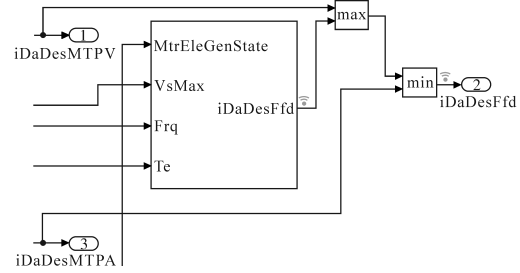 max
1
iDaDesMTPV
MtrEleGenState
VsMax
iDaDesFfd
min
2
iDaDesFfd
Frq
Te
3
iDaDesMTPA